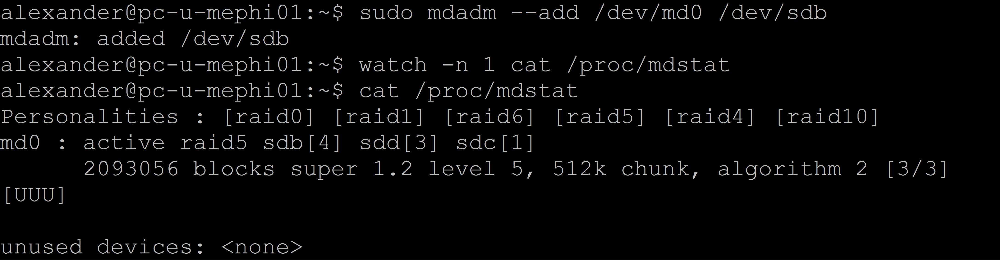 alexander@pc-u-mephi01:~$ sudo mdadm --add /dev/md0 /dev/sdb
mdadm: added /dev/sdb
alexander@pc-u-mephi01:~$ watch -n 1 cat /proc/mdstat
alexander@pc-u-mephi01:~$ cat /proc/mdstat
Personalities : [raid0] [raid1] [raid6] [raid5] [raid4] [raid10]
md0 : active raid5 sdb[4] sdd[3] sdc[1]
      2093056 blocks super 1.2 level 5, 512k chunk, algorithm 2 [3/3]
[UUU]
unused devices: <none>